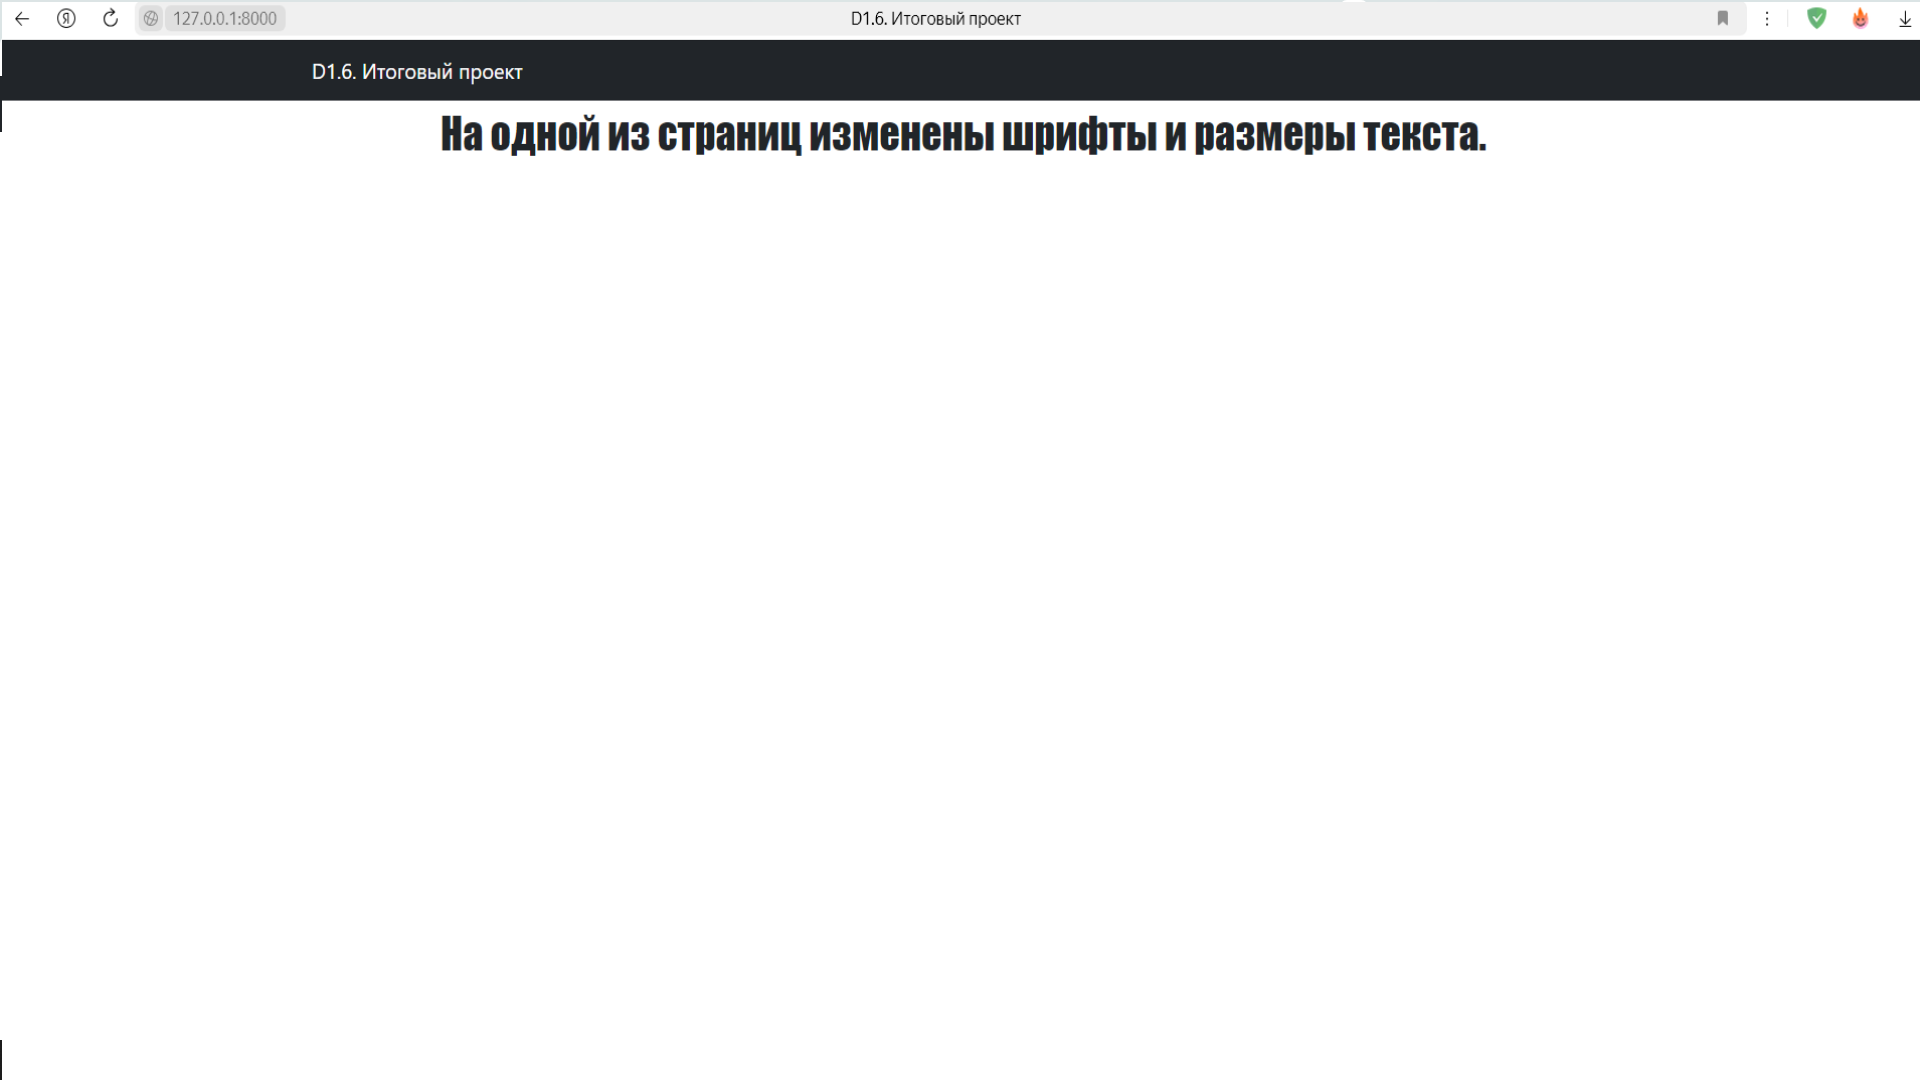 127.0.0.1:8000 D1.6. Итоговый проект
D1.6. Итоговый проект
На одной из страниц изменены шрифты и размеры текста.